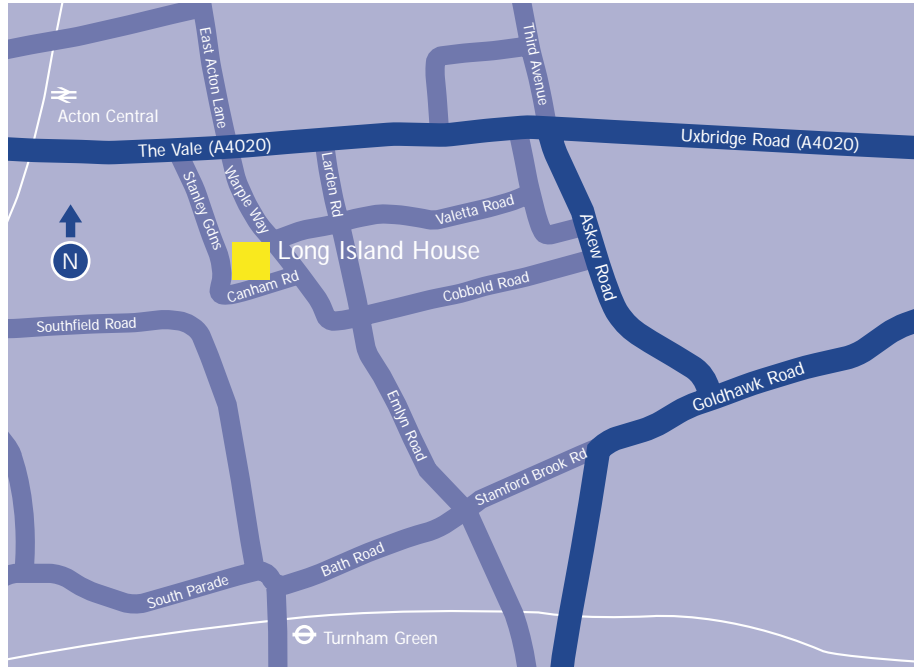 East Acton Lane
Third Avenue
Acton Central
The Vale (A4020)
Uxbridge Road (A4020)
Stanley Gdns
Warple Way
Larden Rd
Valetta Road
Askew Road
N
Long Island House
Canham Rd
Cobbold Road
Southfield Road
Goldhawk Road
Emlyn Road
Stamford Brook Rd
Bath Road
South Parade
Turnham Green